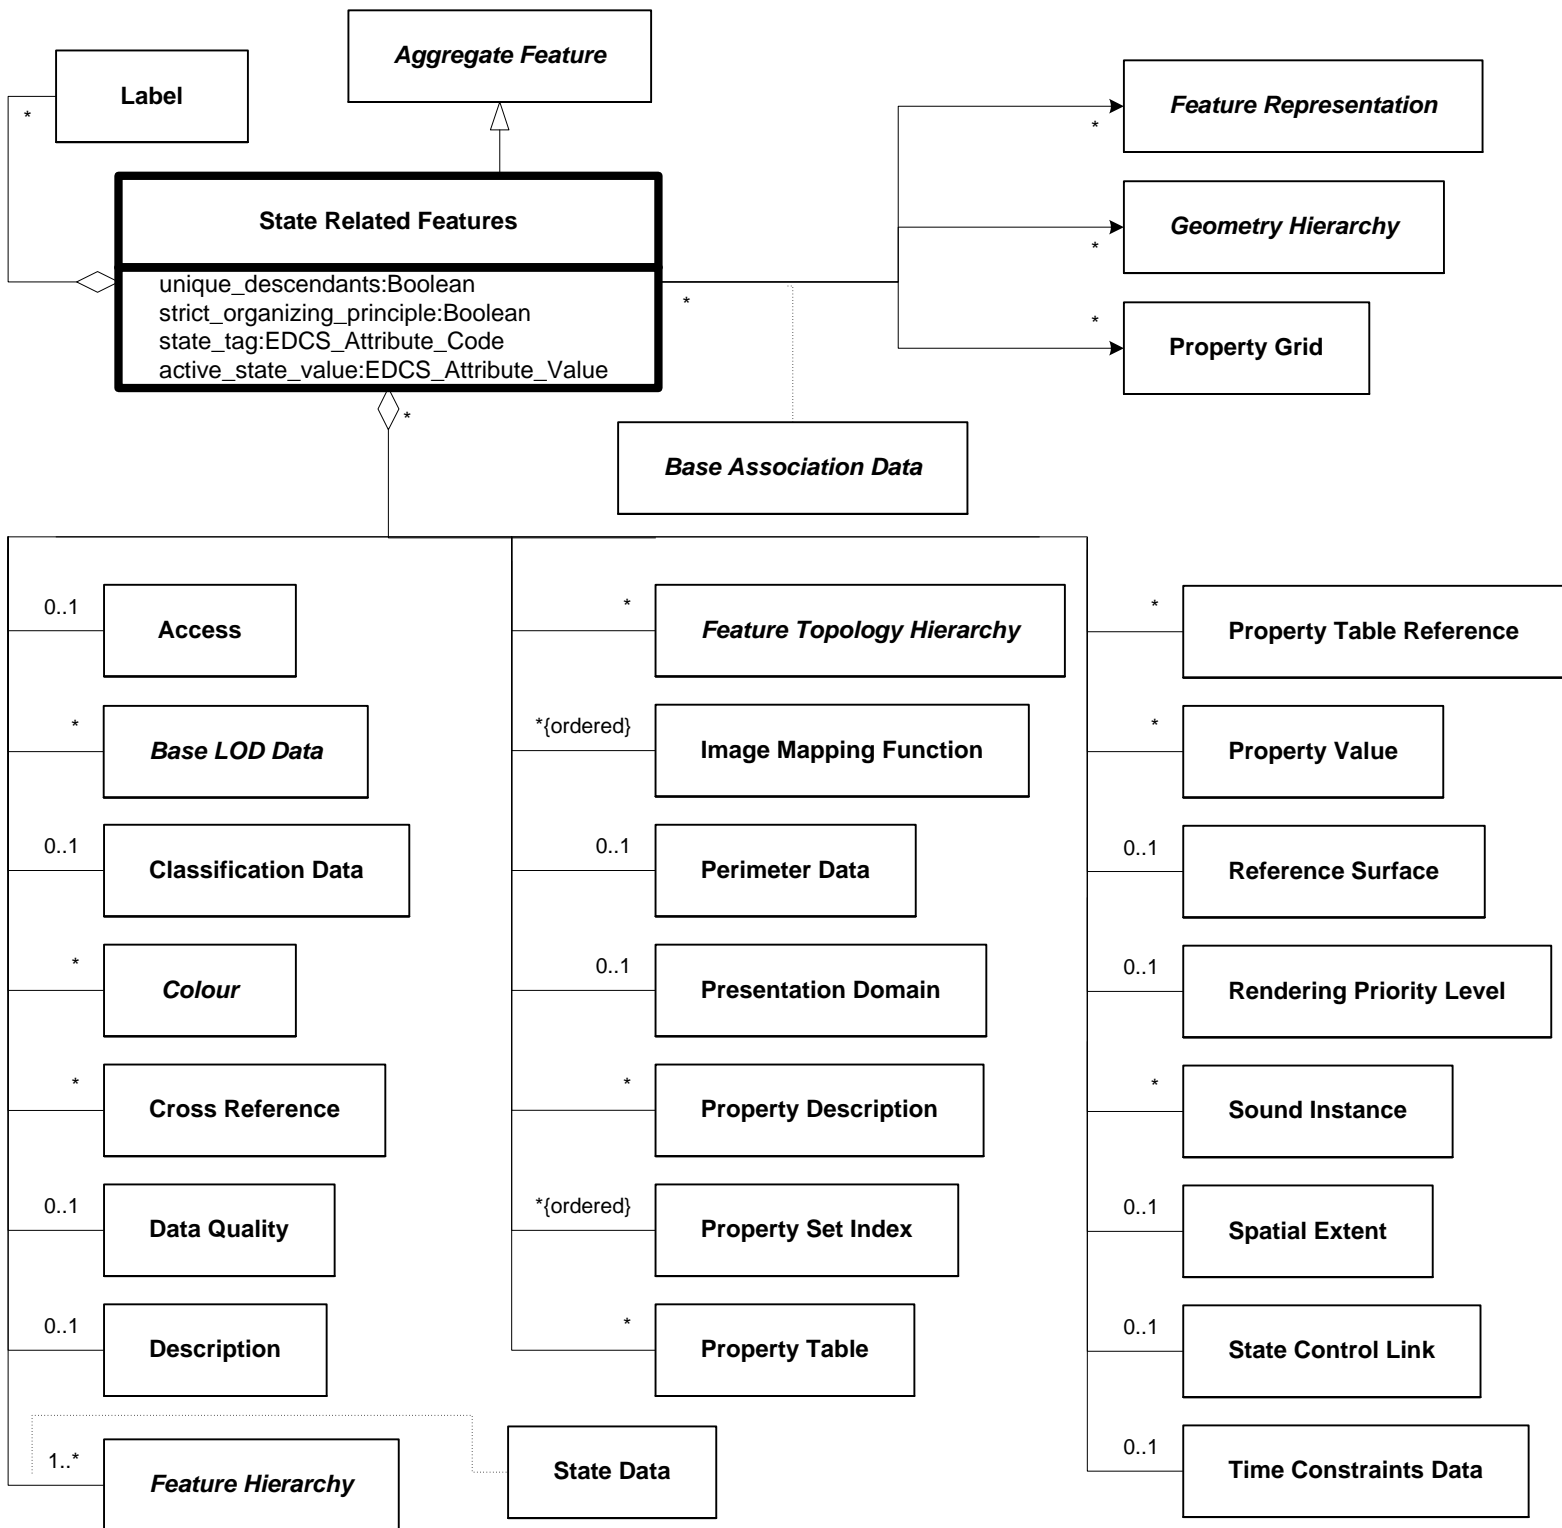 Aggregate Feature
Label
*
Feature Representation
*
State Related Features
Geometry Hierarchy
*
unique_descendants:Boolean
strict_organizing_principle:Boolean
state_tag:EDCS_Attribute_Code
active_state_value:EDCS_Attribute_Value
*
*
Property Grid
*
Base Association Data
0..1
Access
*
Feature Topology Hierarchy
*
Property Table Reference
*
Base LOD Data
*{ordered}
Image Mapping Function
*
Property Value
0..1
Classification Data
0..1
Perimeter Data
0..1
Reference Surface
*
Colour
0..1
Presentation Domain
0..1
Rendering Priority Level
*
Cross Reference
*
Property Description
*
Sound Instance
0..1
Data Quality
*{ordered}
Property Set Index
0..1
Spatial Extent
0..1
Description
*
Property Table
0..1
State Control Link
1..*
Feature Hierarchy
State Data
0..1
Time Constraints Data